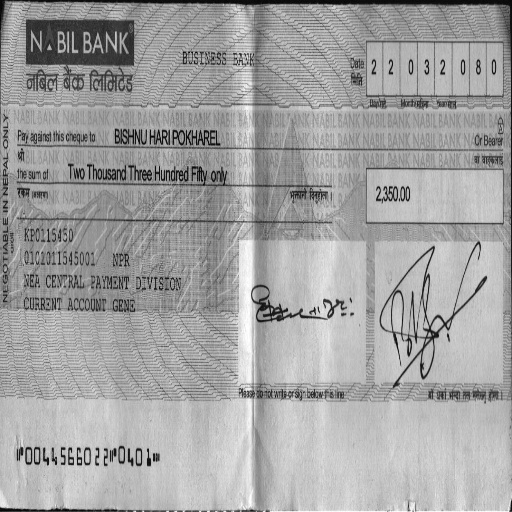 NABIL BANK
नबिल बैंक लिमिटेड
BUSINESS BANK
Date 2 2 0 3 2 0 8 0
मिति
Pay against this cheque to BISHNU HARI POKHAREL Or Bearer
श्री वा वाहकलाई
the sum of Two Thousand Three Hundred Fifty only
रकम (अक्षरमा) भुक्तानी दिनुहोला । 2,350.00
KP0115450
0102011545001 NPR
NEA CENTRAL PAYMENT DIVISION
CURRENT ACCOUNT GENE
NEGOTIABLE IN NEPAL ONLY
Please do not write or sign below this line
⑈0044566022⑈0401⑈